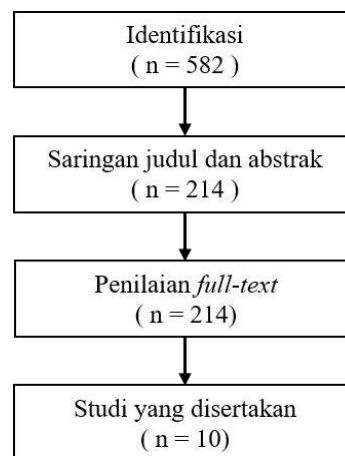 Identifikasi
( n = 582 )
Saringan judul dan abstrak
( n = 214 )
Penilaian full-text
( n = 214)
Studi yang disertakan
( n = 10)